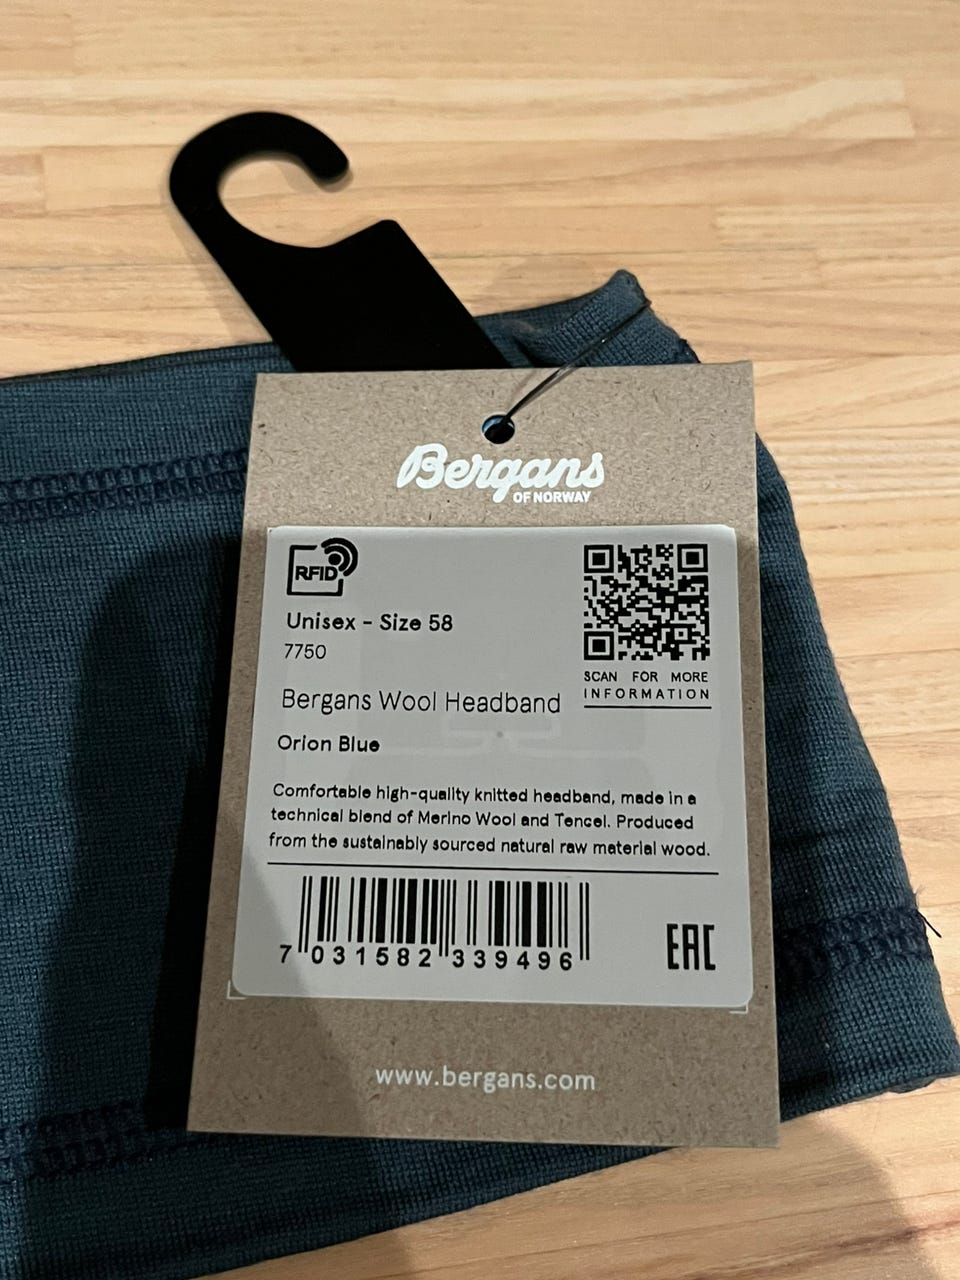 Bergans
OF NORWAY
RFID
Unisex - Size 58
7750
SCAN FOR MORE
INFORMATION
Bergans Wool Headband
Orion Blue
Comfortable high-quality knitted headband, made in a
technical blend of Merino Wool and Tencel. Produced
from the sustainably sourced natural raw material wood.
7 031582 339496
EAC
www.bergans.com